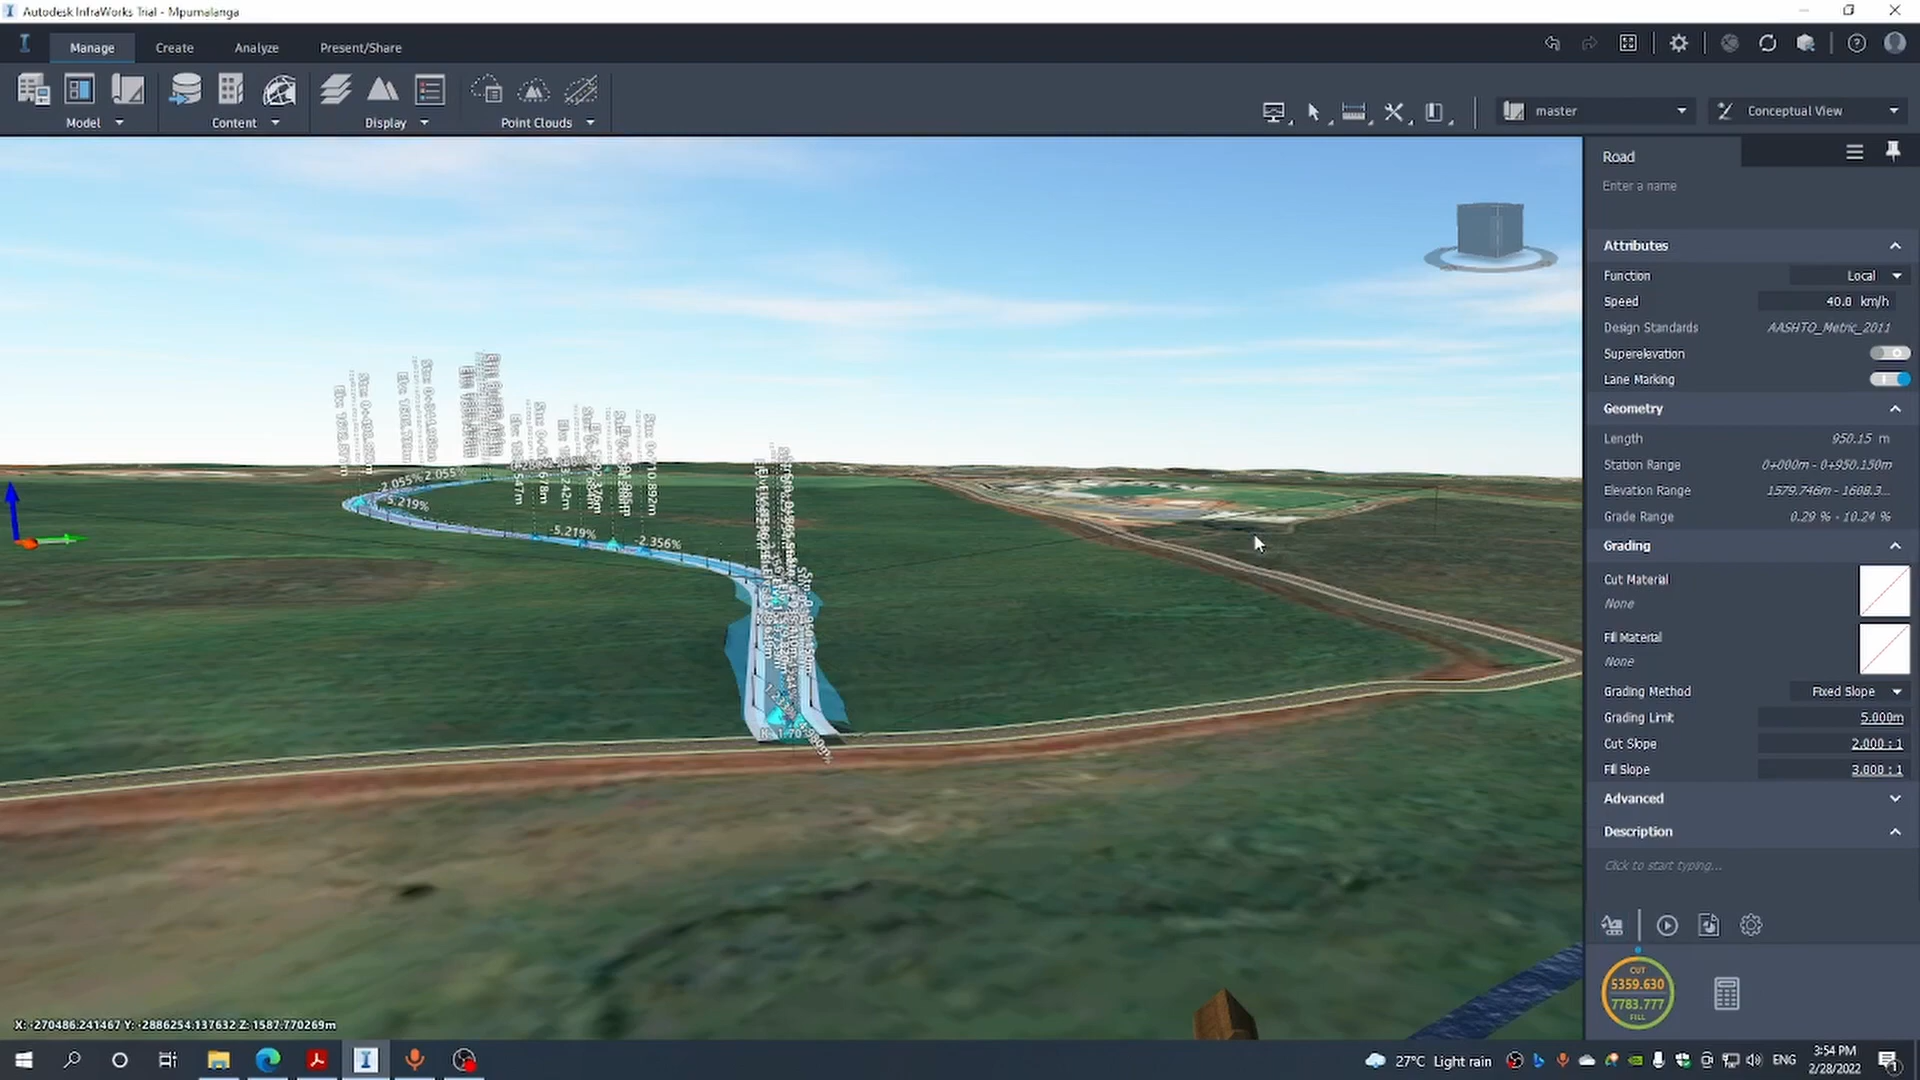 Autodesk InfraWorks Trial - Mpumalanga
Manage
Create
Analyze
Present/Share
Model
Content
Display
Point Clouds
master
Conceptual View
Road
Enter a name
Attributes
Function
Local
Speed
40.0 km/h
Design Standards
AASHTO_Metric_2011
Superelevation
Lane Marking
Geometry
Length
950.15 m
Station Range
0+000m - 0+950.150m
Elevation Range
1579.746m - 1608.3...
Grade Range
0.29 % - 10.24 %
Grading
Cut Material
None
Fill Material
None
Grading Method
Fixed Slope
Grading Limit
5.000m
Cut Slope
2.000 : 1
Fill Slope
3.000 : 1
Advanced
Description
Click to start typing...
CUT
5359.630
7783.777
FILL
-2.055%
2.055%
-5.219%
-5.219%
-2.356%
X: -270486.241467 Y: -2886254.137632 Z: 1587.770269m
27°C Light rain
ENG
3:54 PM
2/28/2022